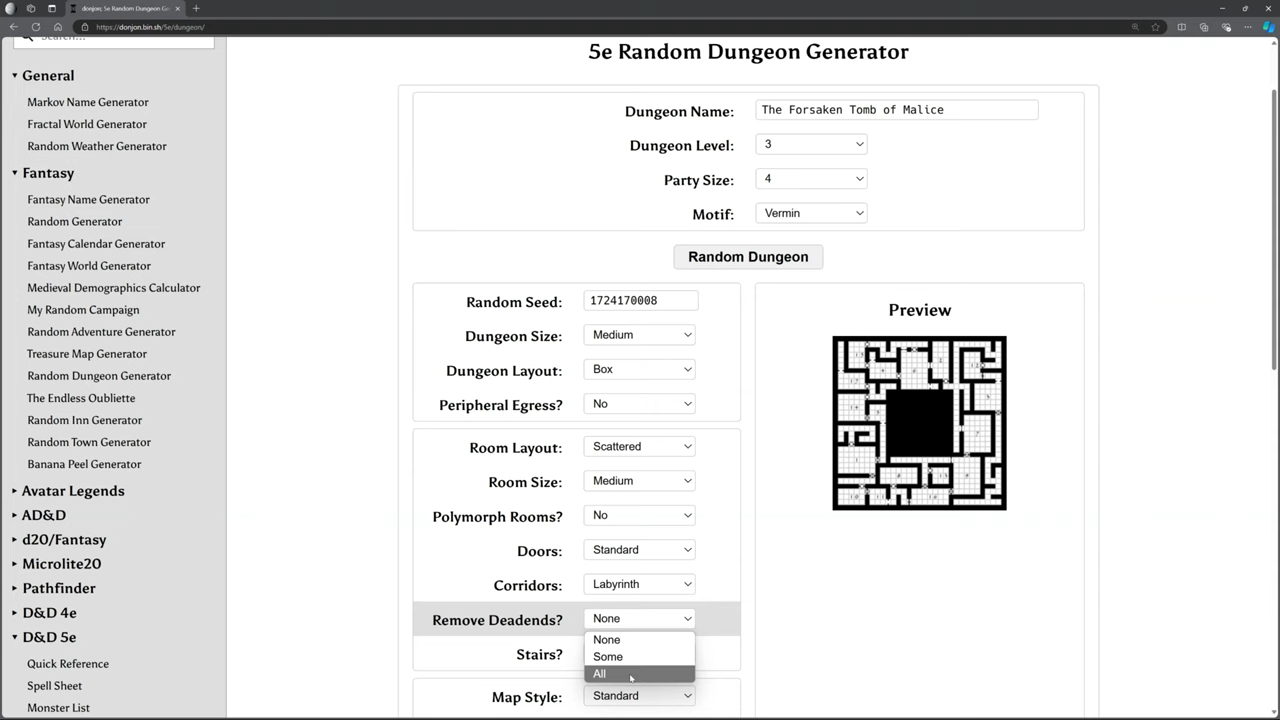 donjon; 5e Random Dungeon Ge
https://donjon.bin.sh/5e/dungeon/
Search...
General
Markov Name Generator
Fractal World Generator
Random Weather Generator
Fantasy
Fantasy Name Generator
Random Generator
Fantasy Calendar Generator
Fantasy World Generator
Medieval Demographics Calculator
My Random Campaign
Random Adventure Generator
Treasure Map Generator
Random Dungeon Generator
The Endless Oubliette
Random Inn Generator
Random Town Generator
Banana Peel Generator
Avatar Legends
AD&D
d20/Fantasy
Microlite20
Pathfinder
D&D 4e
D&D 5e
Quick Reference
Spell Sheet
Monster List
5e Random Dungeon Generator
Dungeon Name: The Forsaken Tomb of Malice
Dungeon Level: 3
Party Size: 4
Motif: Vermin
Random Dungeon
Random Seed: 1724170008
Dungeon Size: Medium
Dungeon Layout: Box
Peripheral Egress? No
Room Layout: Scattered
Room Size: Medium
Polymorph Rooms? No
Doors: Standard
Corridors: Labyrinth
Remove Deadends? None
None
Some
Stairs?
All
Map Style: Standard
Preview